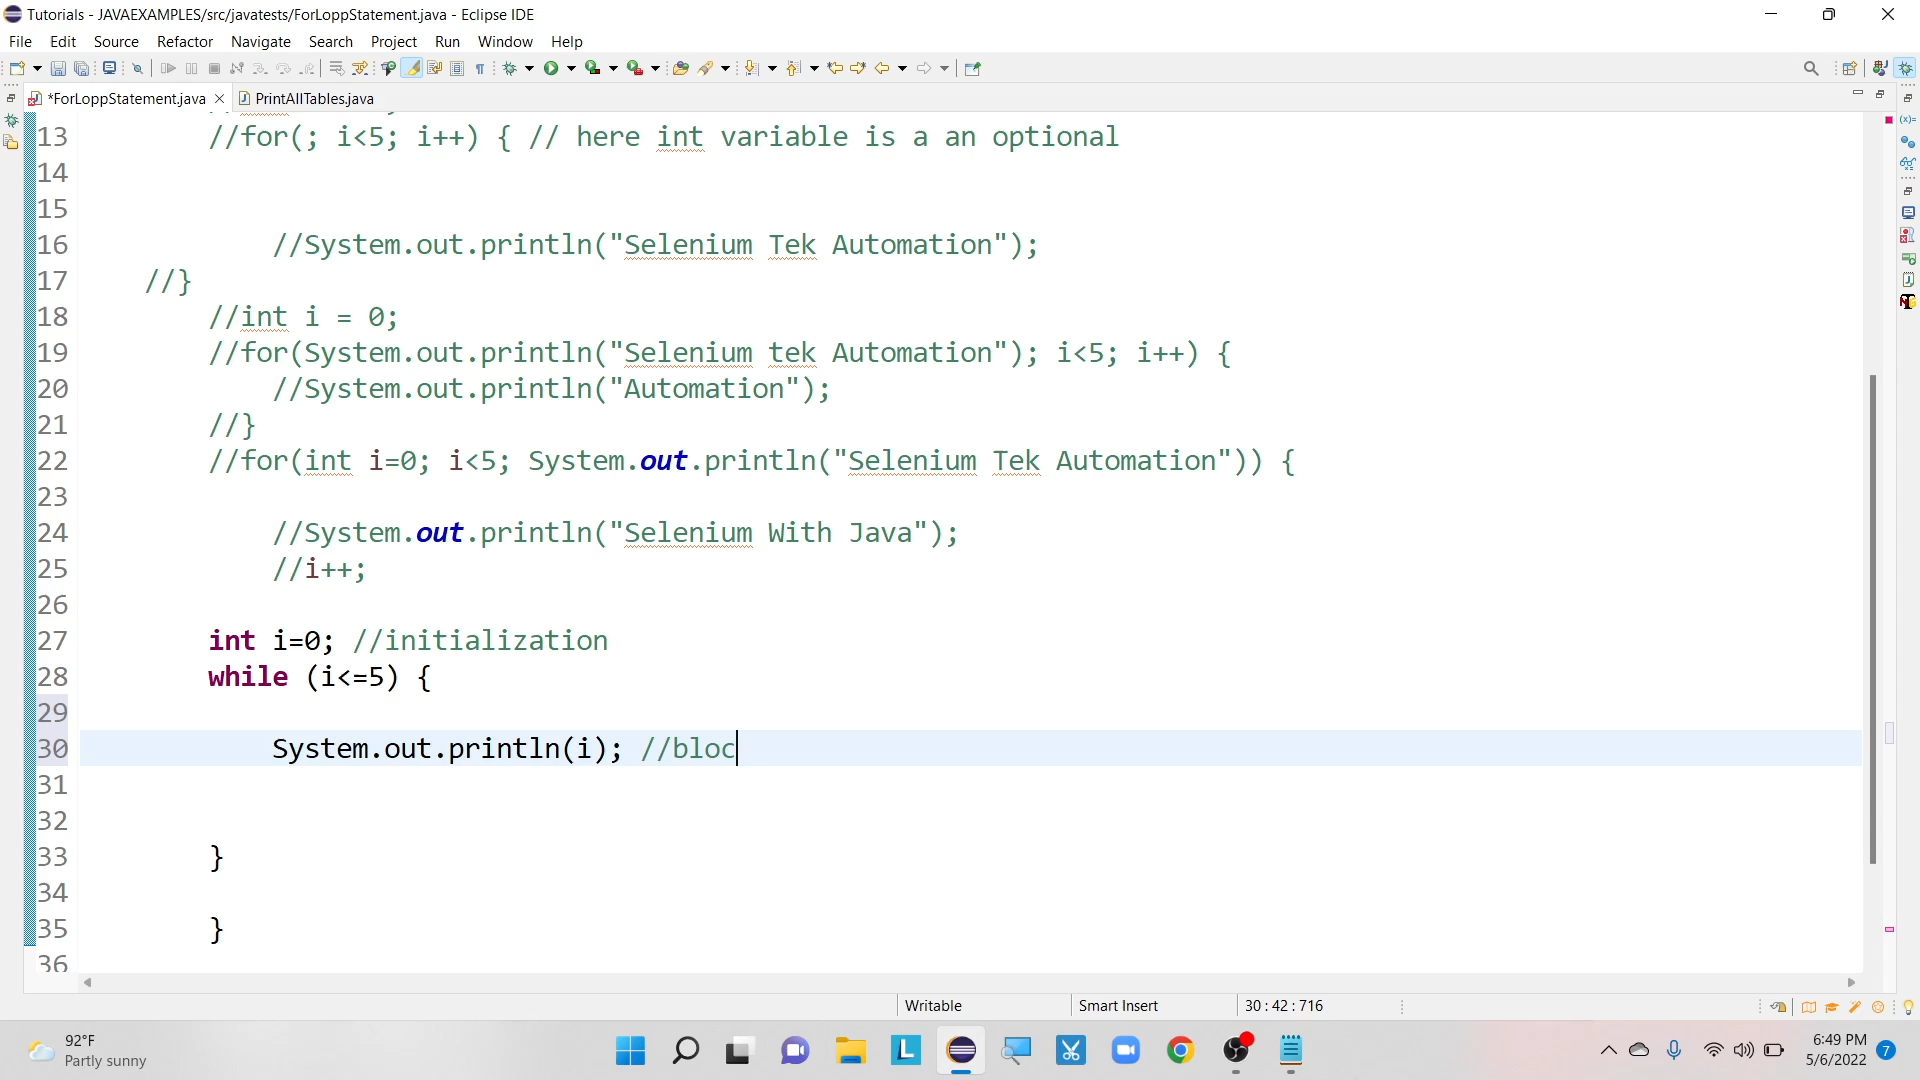 Tutorials - JAVAEXAMPLES/src/javatests/ForLoppStatement.java - Eclipse IDE
File Edit Source Refactor Navigate Search Project Run Window Help
*ForLoppStatement.java PrintAllTables.java
13 //for(; i<5; i++) { // here int variable is a an optional
14
15
16 //System.out.println("Selenium Tek Automation");
17 //}
18 //int i = 0;
19 //for(System.out.println("Selenium tek Automation"); i<5; i++) {
20 //System.out.println("Automation");
21 //}
22 //for(int i=0; i<5; System.out.println("Selenium Tek Automation")) {
23
24 //System.out.println("Selenium With Java");
25 //i++;
26
27 int i=0; //initialization
28 while (i<=5) {
29
30 System.out.println(i); //bloc
31
32
33 }
34
35 }
36
Writable Smart Insert 30 : 42 : 716
92°F
Partly sunny
6:49 PM
5/6/2022
7